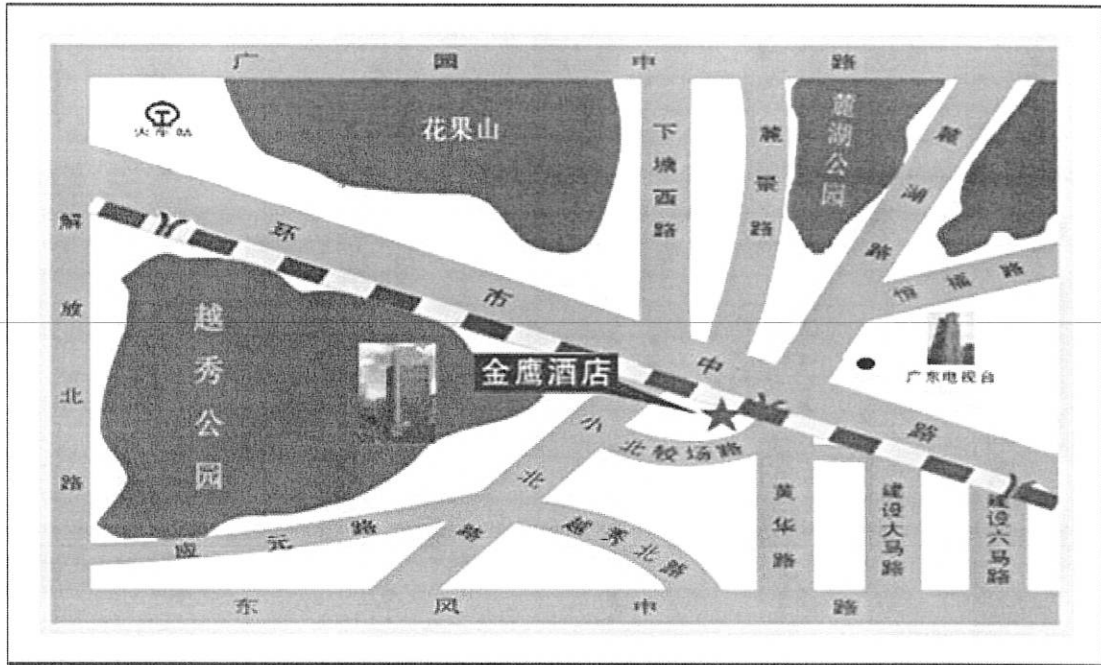 广园中路
火车站
花果山
下塘西路
麓景路
麓湖公园
麓湖路
恒福路
广东电视台
解放北路
环市中路
越秀公园
金鹰酒店
小北路
小北较场路
应元路
越秀北路
黄华路
建设大马路
建设六马路
东风中路